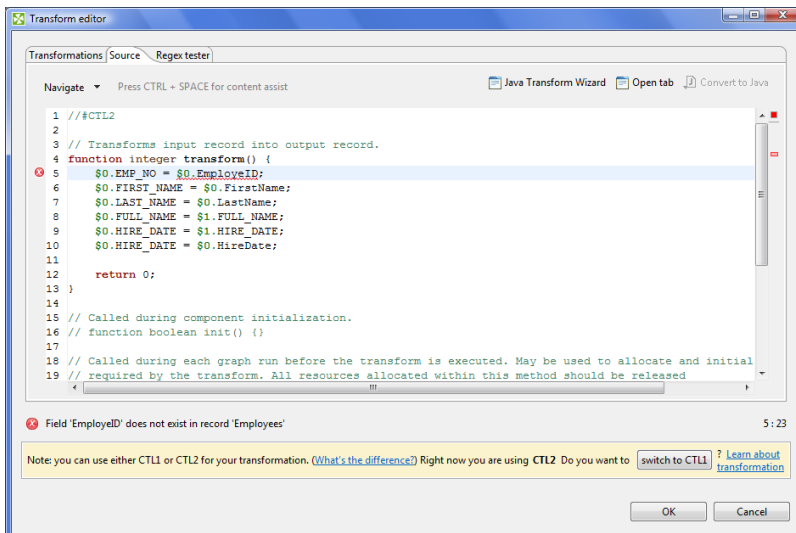 Transform editor
Transformations Source Regex tester
Navigate Press CTRL + SPACE for content assist Java Transform Wizard Open tab Convert to Java
1 //#CTL2
2
3 // Transforms input record into output record.
4 function integer transform() {
5 $0.EMP_NO = $0.EmployeID;
6 $0.FIRST_NAME = $0.FirstName;
7 $0.LAST_NAME = $0.LastName;
8 $0.FULL_NAME = $1.FULL_NAME;
9 $0.HIRE_DATE = $1.HIRE_DATE;
10 $0.HIRE_DATE = $0.HireDate;
11
12 return 0;
13 }
14
15 // Called during component initialization.
16 // function boolean init() {}
17
18 // Called during each graph run before the transform is executed. May be used to allocate and initial
19 // required by the transform. All resources allocated within this method should be released
Field 'EmployeID' does not exist in record 'Employees' 5 : 23
Note: you can use either CTL1 or CTL2 for your transformation. (What's the difference?) Right now you are using CTL2 Do you want to switch to CTL1 ? Learn about
transformation
OK Cancel